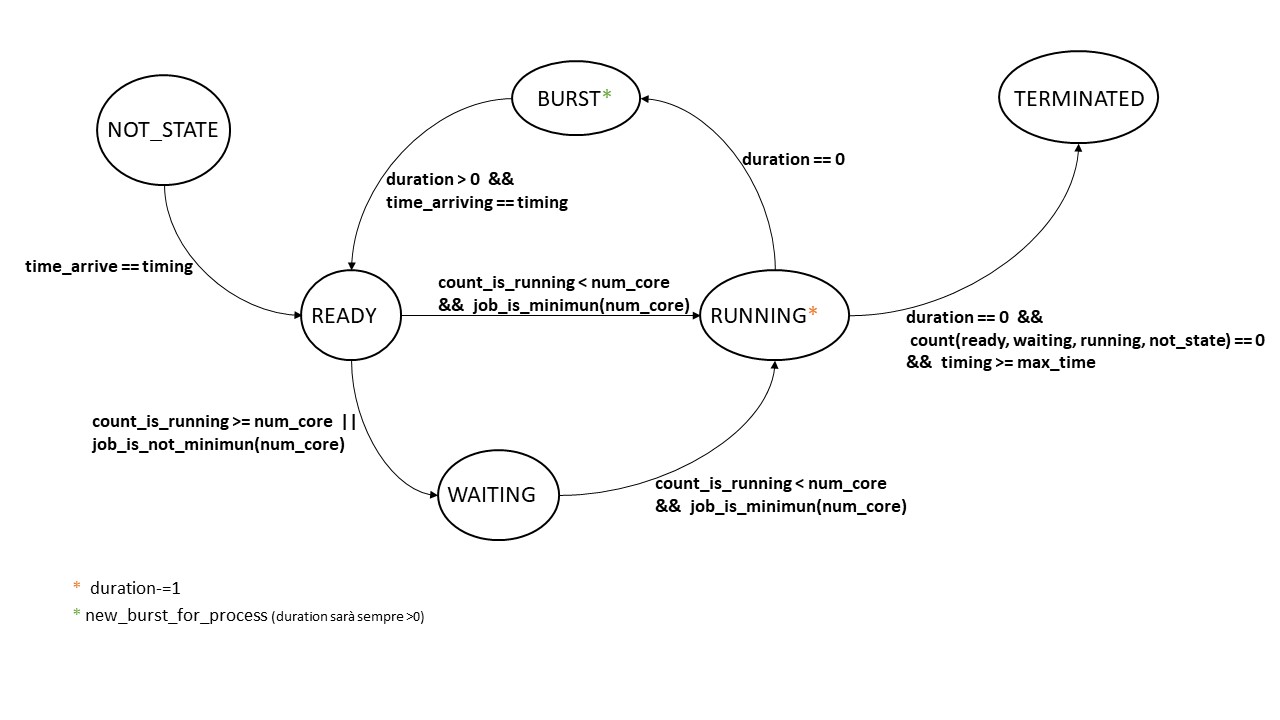 NOT_STATE
BURST*
TERMINATED
duration == 0
duration > 0 &&
time_arriving == timing
time_arrive == timing
count_is_running < num_core
&& job_is_minimun(num_core)
READY
RUNNING*
duration == 0 &&
count(ready, waiting, running, not_state) == 0
&& timing >= max_time
count_is_running >= num_core ||
job_is_not_minimun(num_core)
WAITING
count_is_running < num_core
&& job_is_minimun(num_core)
* duration-=1
* new_burst_for_process (duration sarà sempre >0)